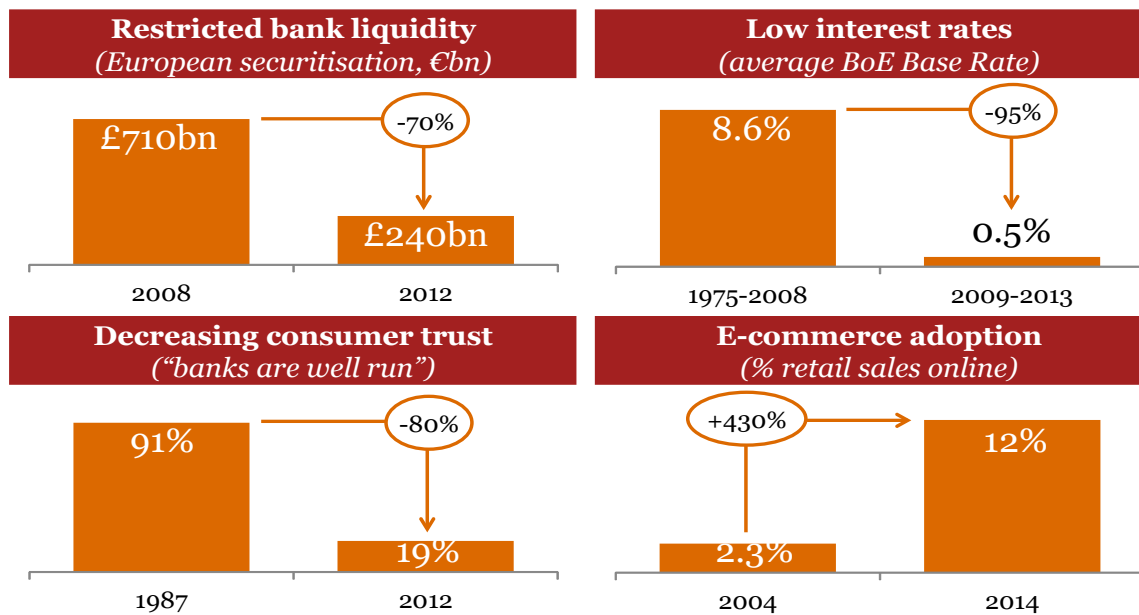 Restricted bank liquidity
(European securitisation, €bn)
£710bn
-70%
£240bn
2008
2012
Low interest rates
(average BoE Base Rate)
8.6%
-95%
0.5%
1975-2008
2009-2013
Decreasing consumer trust
(“banks are well run”)
91%
-80%
19%
1987
2012
E-commerce adoption
(% retail sales online)
+430%
12%
2.3%
2004
2014